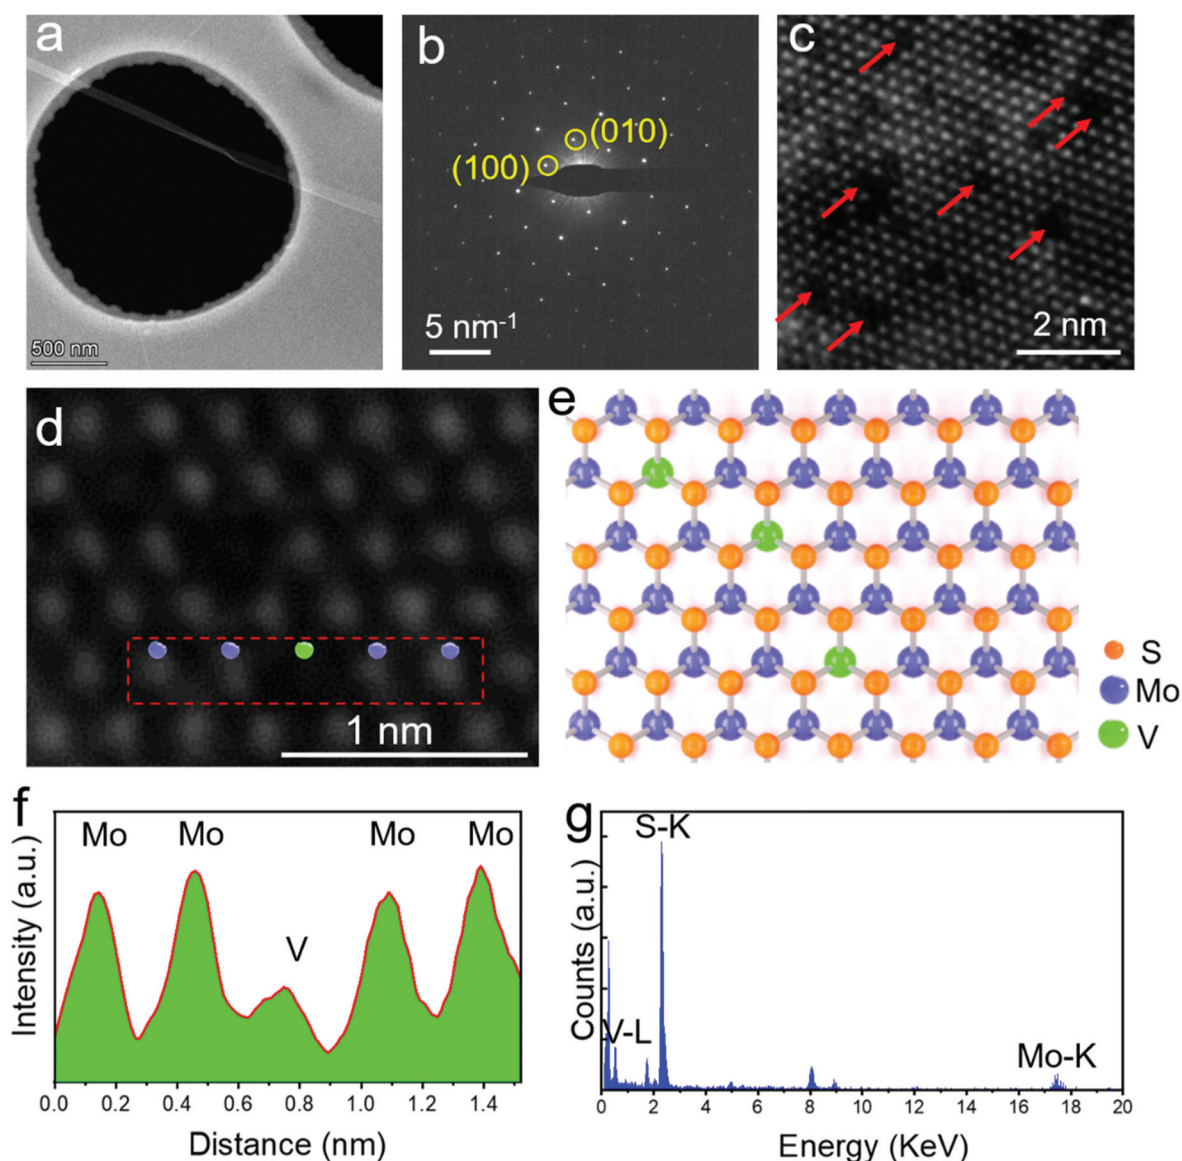 a
500 nm
b
(010)
(100)
5 nm-1
c
2 nm
d
1 nm
e
S
Mo
V
f
Mo
Mo
V
Mo
Mo
Intensity (a.u.)
0.0 0.2 0.4 0.6 0.8 1.0 1.2 1.4
Distance (nm)
g
S-K
V-L
Mo-K
Counts (a.u.)
0 2 4 6 8 10 12 14 16 18 20
Energy (KeV)